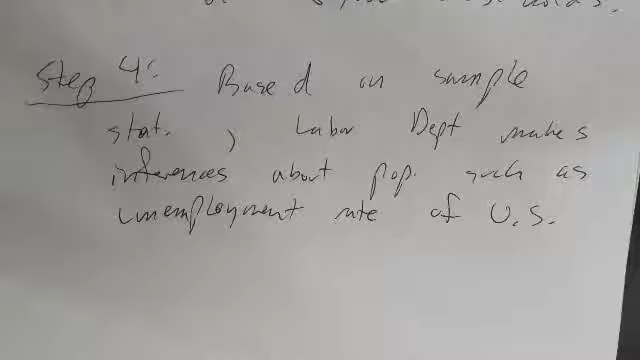 Step 4: Based on sample
stat., Labor Dept makes
inferences about pop. such as
unemployment rate of U.S.